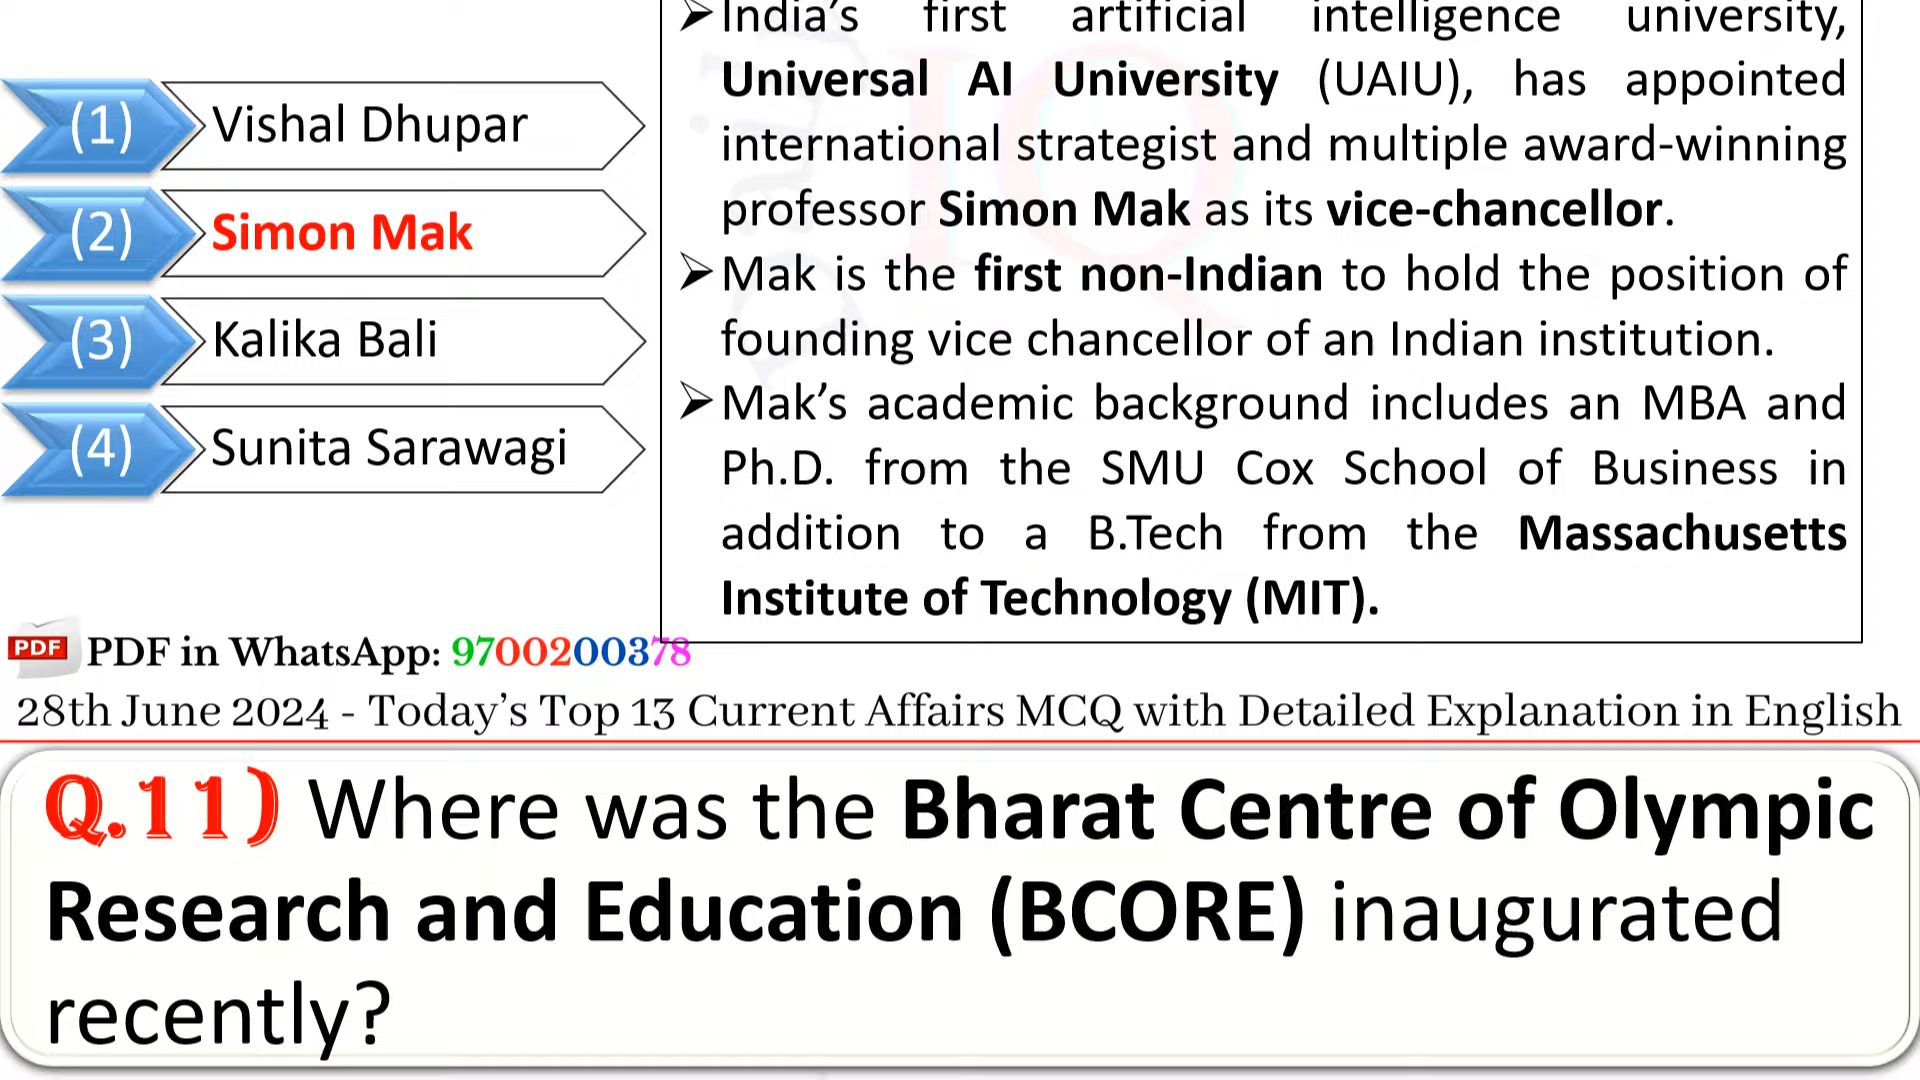 (1) Vishal Dhupar
(2) Simon Mak
(3) Kalika Bali
(4) Sunita Sarawagi
➢India’s first artificial intelligence university,
Universal AI University (UAIU), has appointed
international strategist and multiple award-winning
professor Simon Mak as its vice-chancellor.
➢Mak is the first non-Indian to hold the position of
founding vice chancellor of an Indian institution.
➢Mak’s academic background includes an MBA and
Ph.D. from the SMU Cox School of Business in
addition to a B.Tech from the Massachusetts
Institute of Technology (MIT).
PDF PDF in WhatsApp: 9700200378
28th June 2024 - Today’s Top 13 Current Affairs MCQ with Detailed Explanation in English
Q.11) Where was the Bharat Centre of Olympic
Research and Education (BCORE) inaugurated
recently?